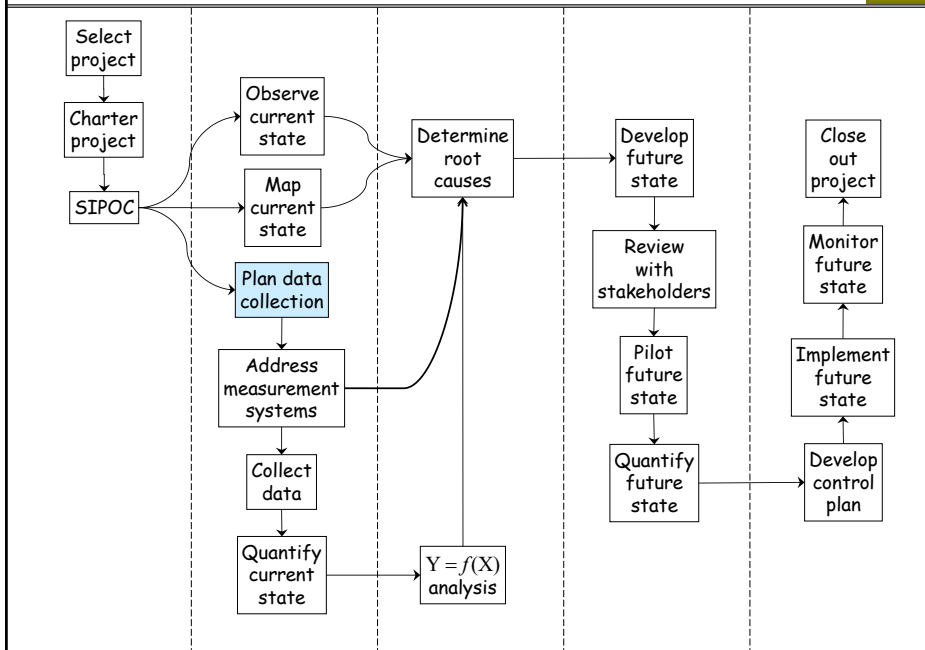 Select
project
Charter
project
SIPOC
Observe
current
state
Map
current
state
Plan data
collection
Address
measurement
systems
Collect
data
Quantify
current
state
Determine
root
causes
Y = f(X)
analysis
Develop
future
state
Review
with
stakeholders
Pilot
future
state
Quantify
future
state
Close
out
project
Monitor
future
state
Implement
future
state
Develop
control
plan